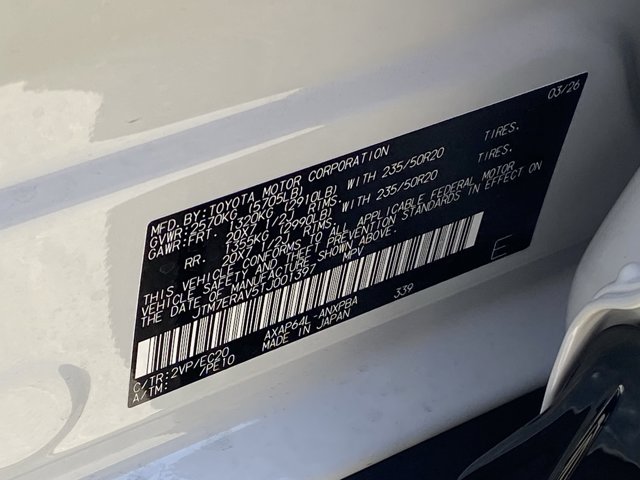 MFD.BY:TOYOTA MOTOR CORPORATION 03/26
GVWR:2570KG (5705LB)
GAWR:FRT. 1320KG (2910LB) WITH 235/50R20 TIRES.
20X7 1/2J RIMS
RR. 1355KG (2990LB) WITH 235/50R20 TIRES.
20X7 1/2J RIMS
THIS VEHICLE CONFORMS TO ALL APPLICABLE FEDERAL MOTOR
VEHICLE SAFETY AND THEFT PREVENTION STANDARDS IN EFFECT ON
THE DATE OF MANUFACTURE SHOWN ABOVE.
MPV
E
C/TR:2VP/EC20 AXAP64L-ANXPBA 339
A/TM: /PE10 MADE IN JAPAN